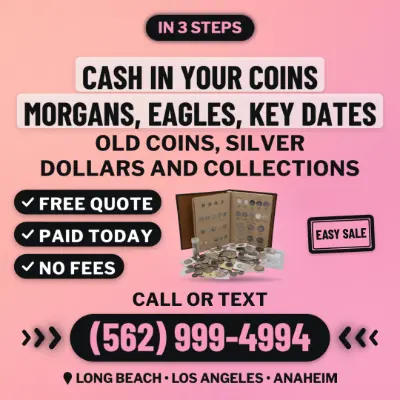 IN 3 STEPS
CASH IN YOUR COINS
MORGANS, EAGLES, KEY DATES
OLD COINS, SILVER
DOLLARS AND COLLECTIONS
✓ FREE QUOTE
✓ PAID TODAY
✓ NO FEES
EASY SALE
CALL OR TEXT
(562) 999-4994
LONG BEACH • LOS ANGELES • ANAHEIM